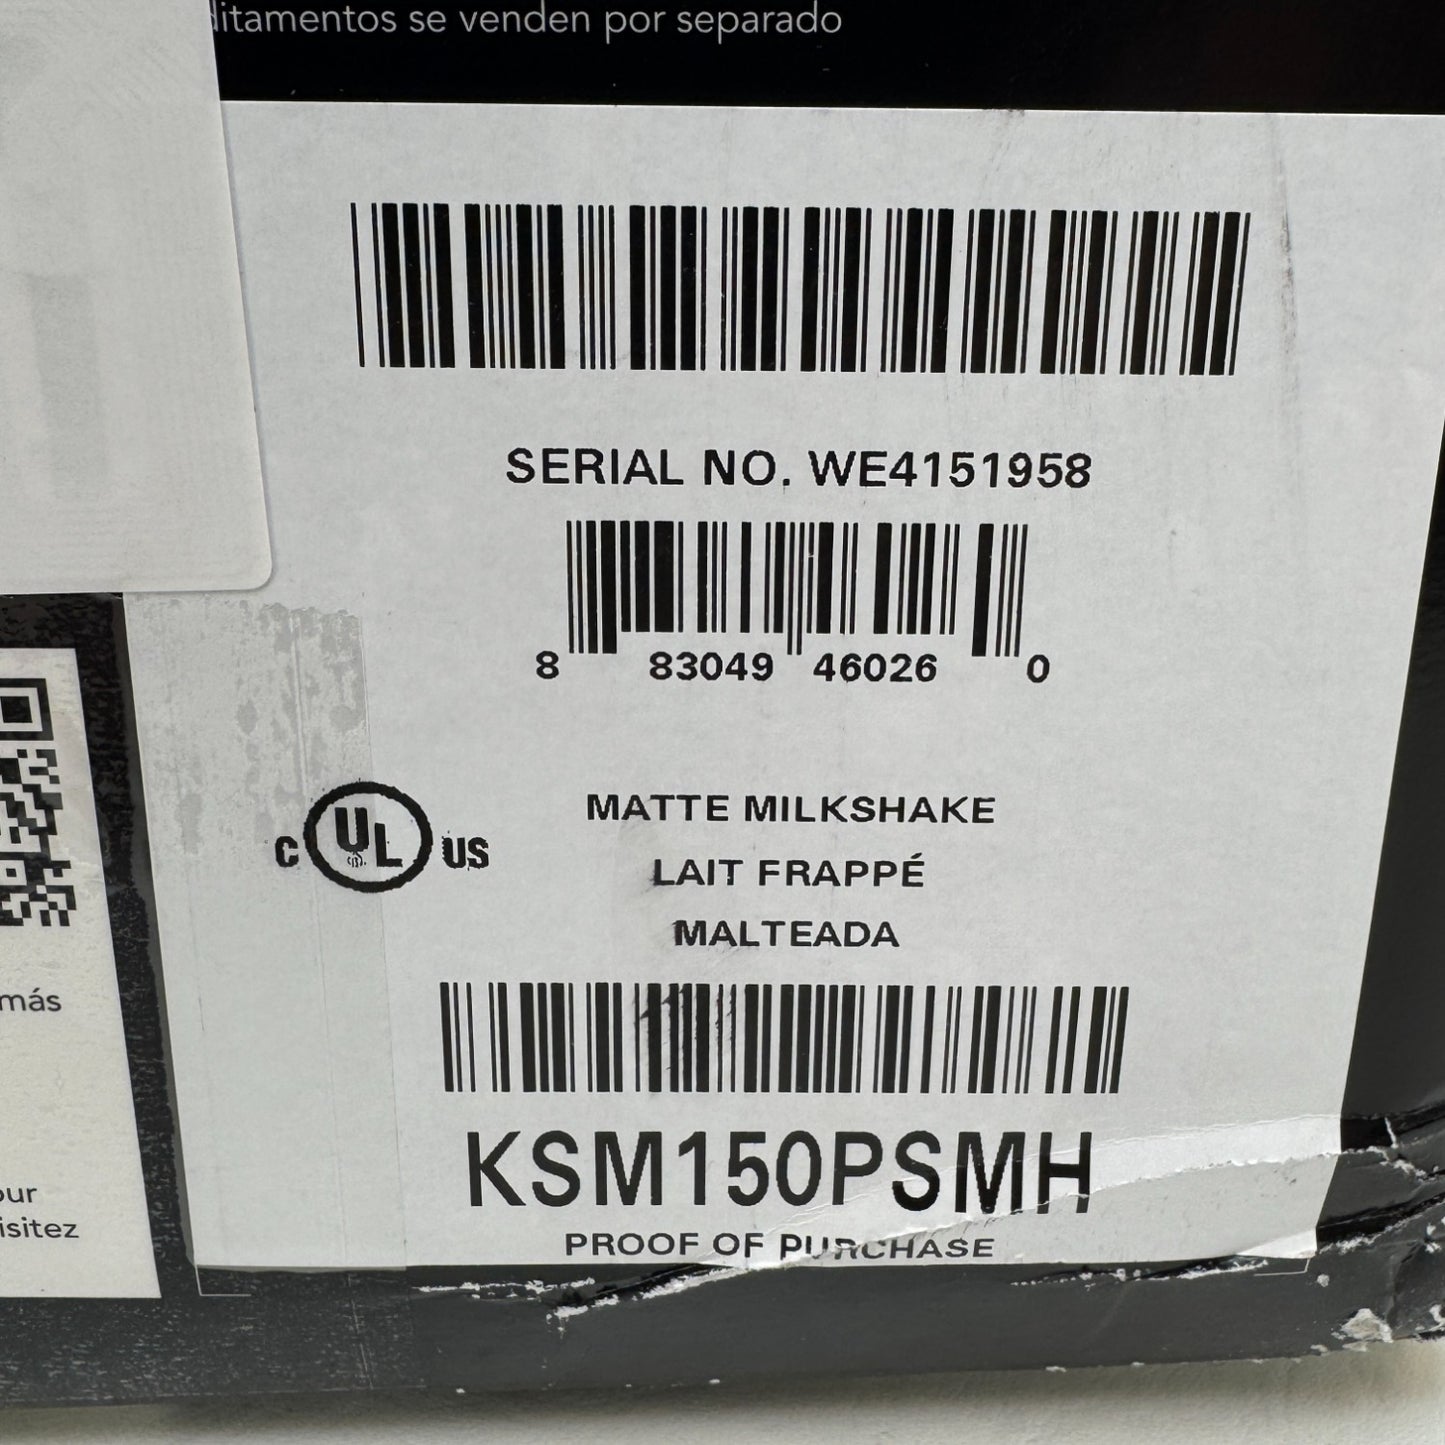 ditamentos se venden por separado
SERIAL NO. WE4151958
8 83049 46026 0
C UL US
MATTE MILKSHAKE
LAIT FRAPPÉ
MALTEADA
KSM150PSMH
PROOF OF PURCHASE
más
our
isitez